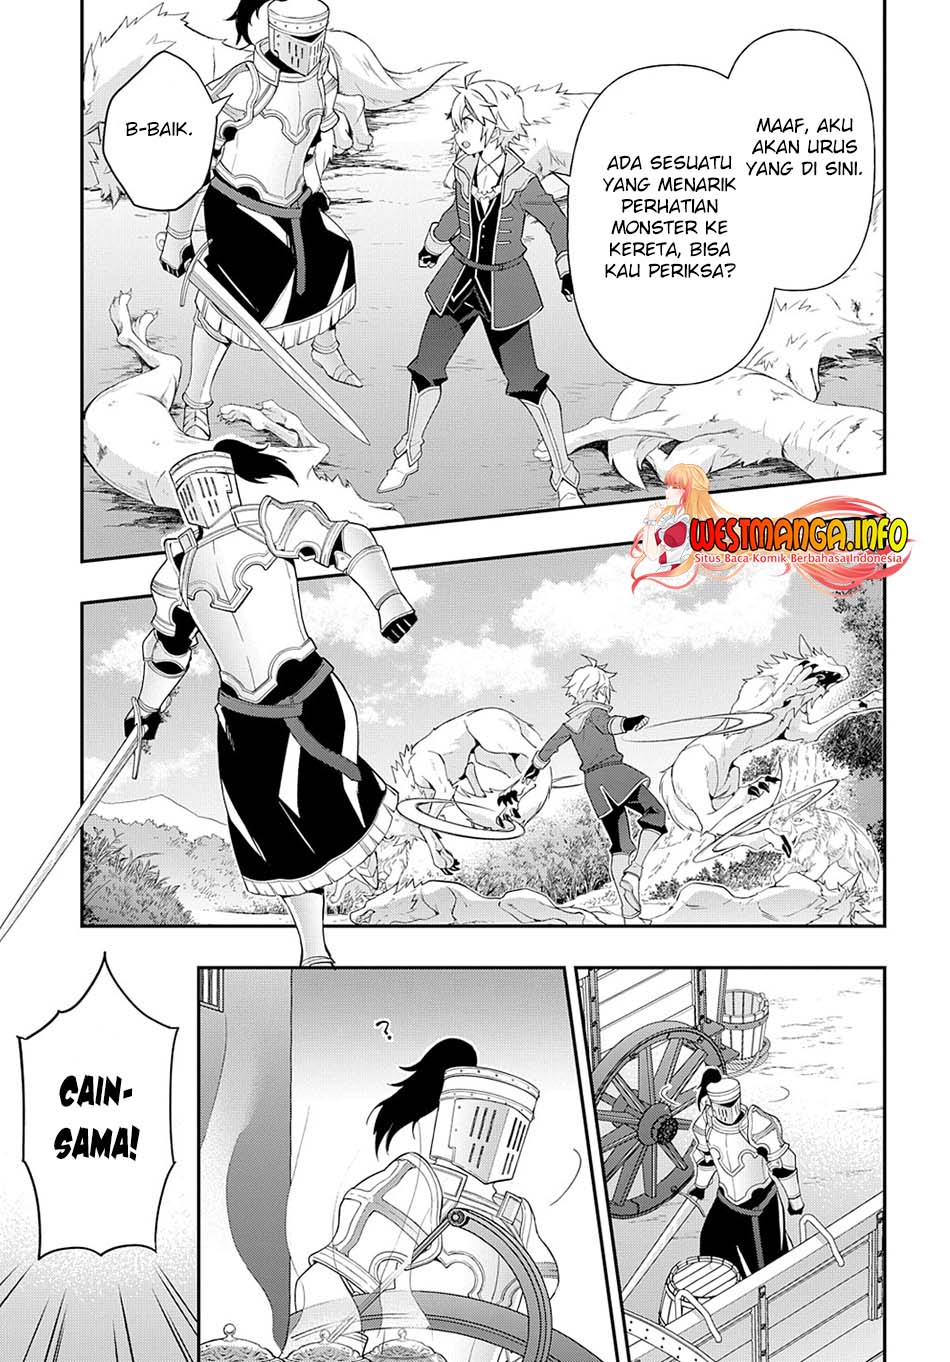 MAAF, AKU
AKAN URUS
YANG DI SINI.
ADA SESUATU
YANG MENARIK
PERHATIAN
MONSTER KE
KERETA, BISA
KAU PERIKSA?
B-BAIK.
WESTMANGA.INFO
Situs Baca Komik Berbahasa Indonesia
?
CAIN-
SAMA!